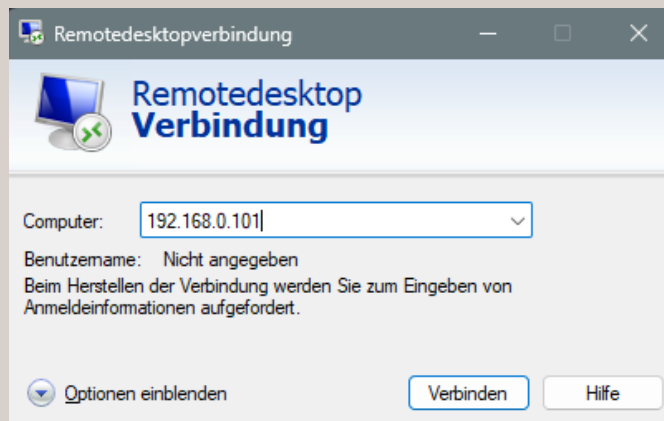 Remotedesktopverbindung
Remotedesktop
Verbindung
Computer: 192.168.0.101
Benutzername: Nicht angegeben
Beim Herstellen der Verbindung werden Sie zum Eingeben von
Anmeldeinformationen aufgefordert.
Optionen einblenden Verbinden Hilfe